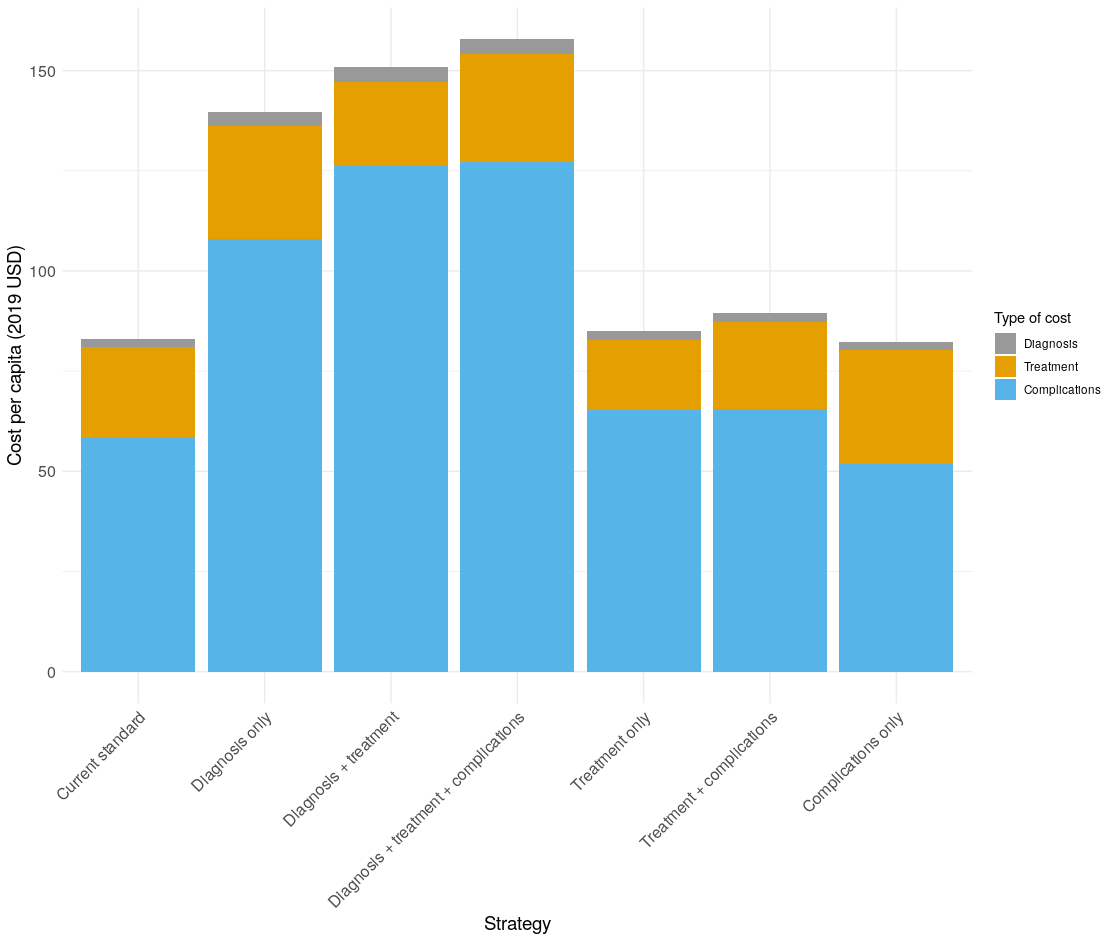 Cost per capita (2019 USD)
150
100
50
0
Current standard
Diagnosis only
Diagnosis + treatment
Diagnosis + treatment + complications
Treatment only
Treatment + complications
Complications only
Strategy
Type of cost
Diagnosis
Treatment
Complications